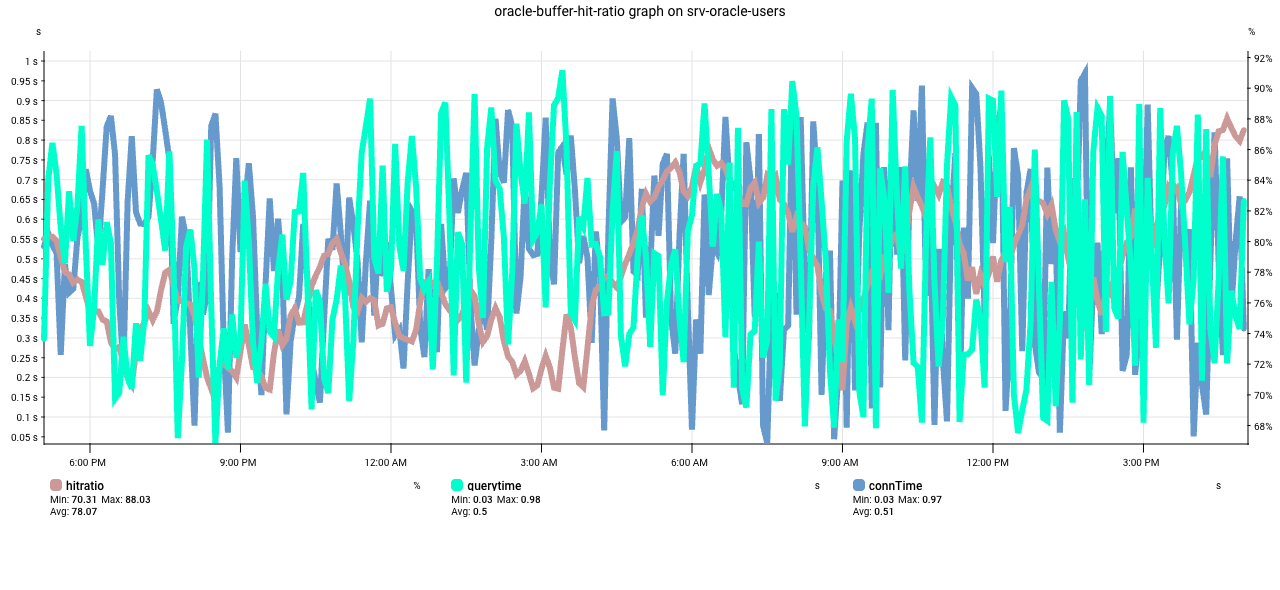 oracle-buffer-hit-ratio graph on srv-oracle-users
s
%
1 s
0.95 s
0.9 s
0.85 s
0.8 s
0.75 s
0.7 s
0.65 s
0.6 s
0.55 s
0.5 s
0.45 s
0.4 s
0.35 s
0.3 s
0.25 s
0.2 s
0.15 s
0.1 s
0.05 s
92%
90%
88%
86%
84%
82%
80%
78%
76%
74%
72%
70%
68%
6:00 PM 9:00 PM 12:00 AM 3:00 AM 6:00 AM 9:00 AM 12:00 PM 3:00 PM
hitratio %
Min: 70.31 Max: 88.03
Avg: 78.07
querytime s
Min: 0.03 Max: 0.98
Avg: 0.5
connTime s
Min: 0.03 Max: 0.97
Avg: 0.51